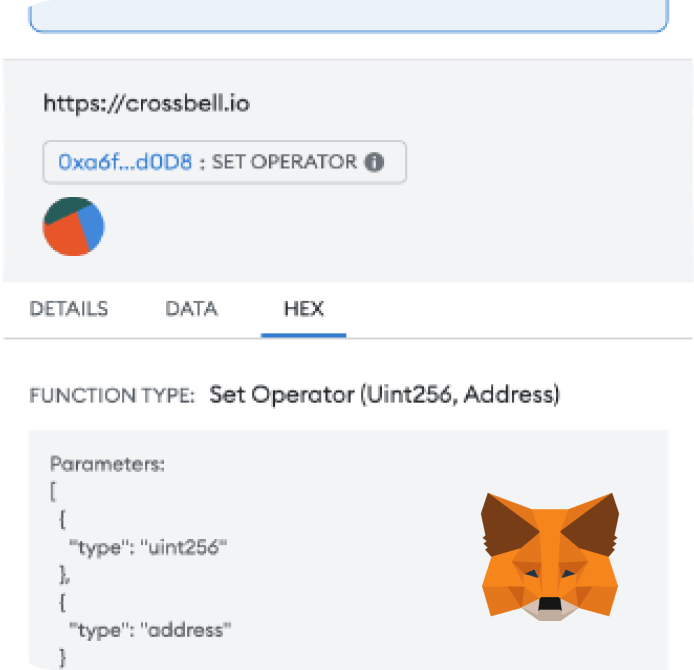 https://crossbell.io
0xa6f...d0D8 : SET OPERATOR
DETAILS DATA HEX
FUNCTION TYPE: Set Operator (Uint256, Address)
Parameters:
[
{
"type": "uint256"
},
{
"type": "address"
}